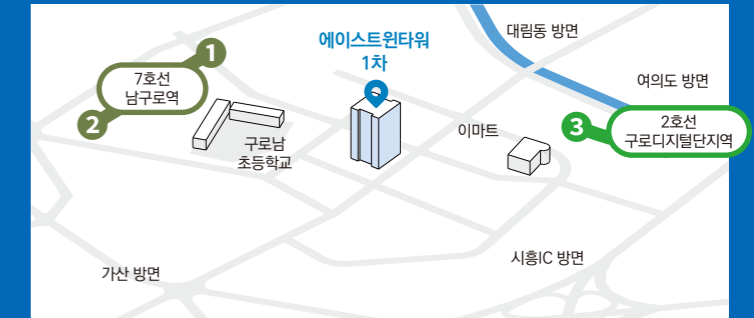 대림동 방면
에이스트윈타워
1차
1
7호선
남구로역
2
여의도 방면
이마트
3
2호선
구로디지털단지역
구로남
초등학교
시흥IC 방면
가산 방면